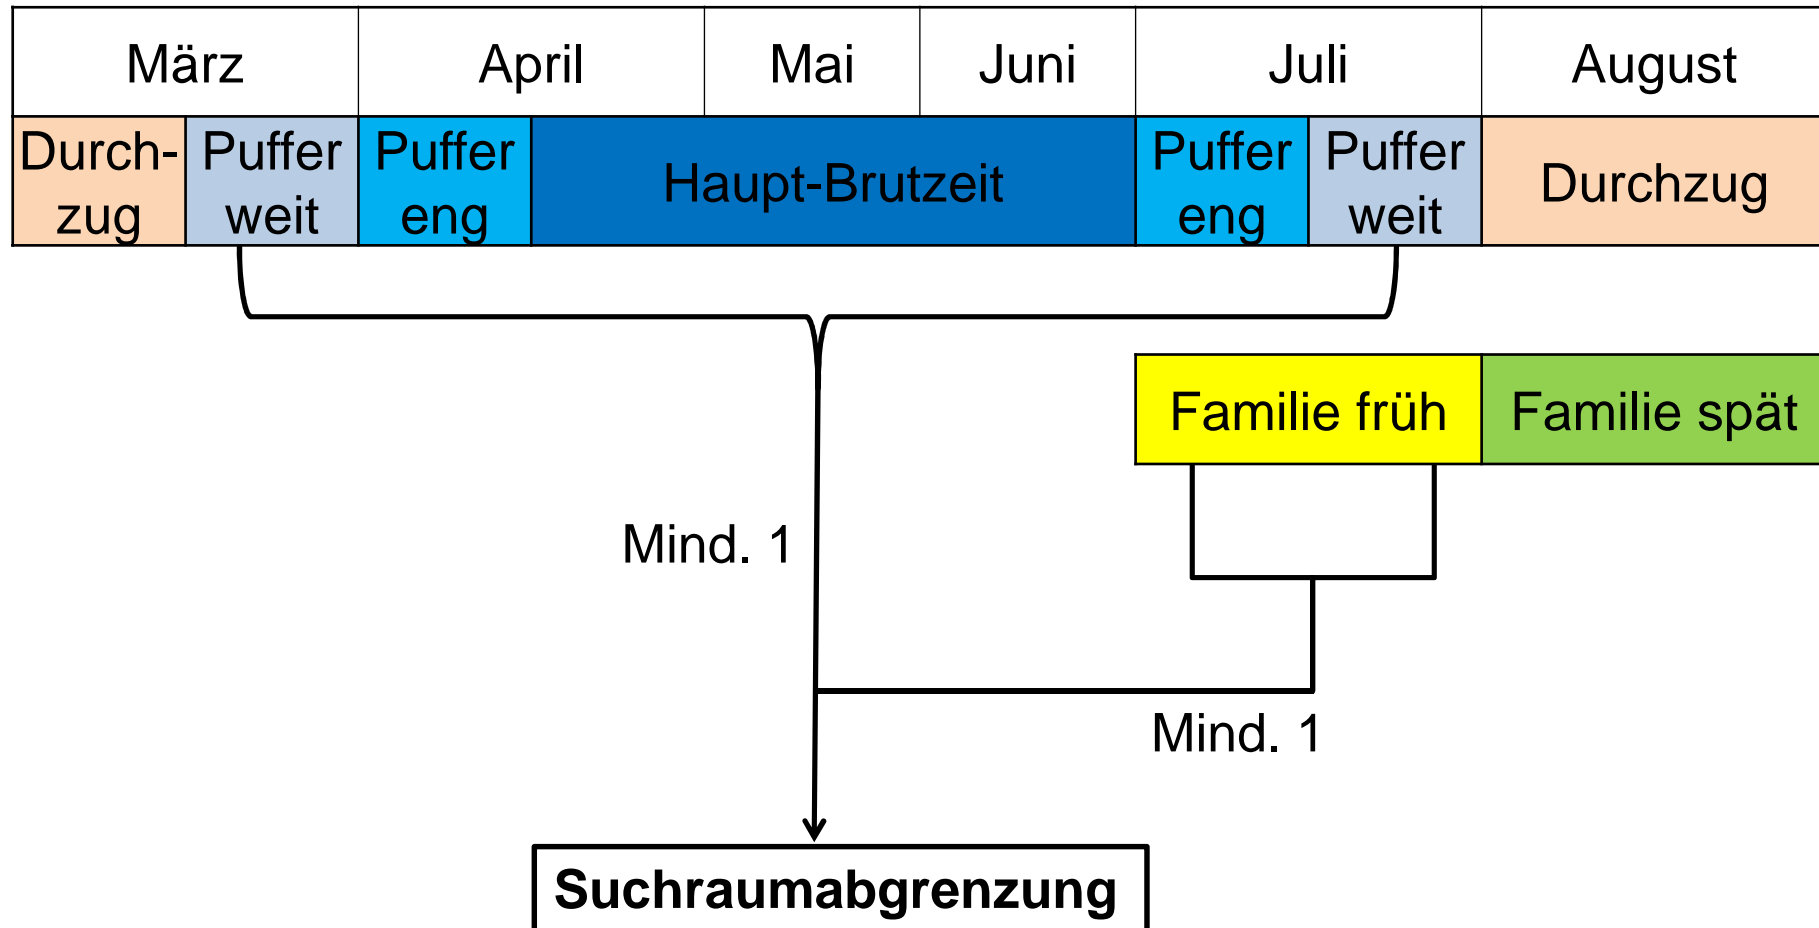 März April Mai Juni Juli August
Durch-
zug
Puffer
weit
Puffer
eng
Haupt-Brutzeit
Puffer
eng
Puffer
weit
Durchzug
Familie früh
Familie spät
Mind. 1
Mind. 1
Suchraumabgrenzung